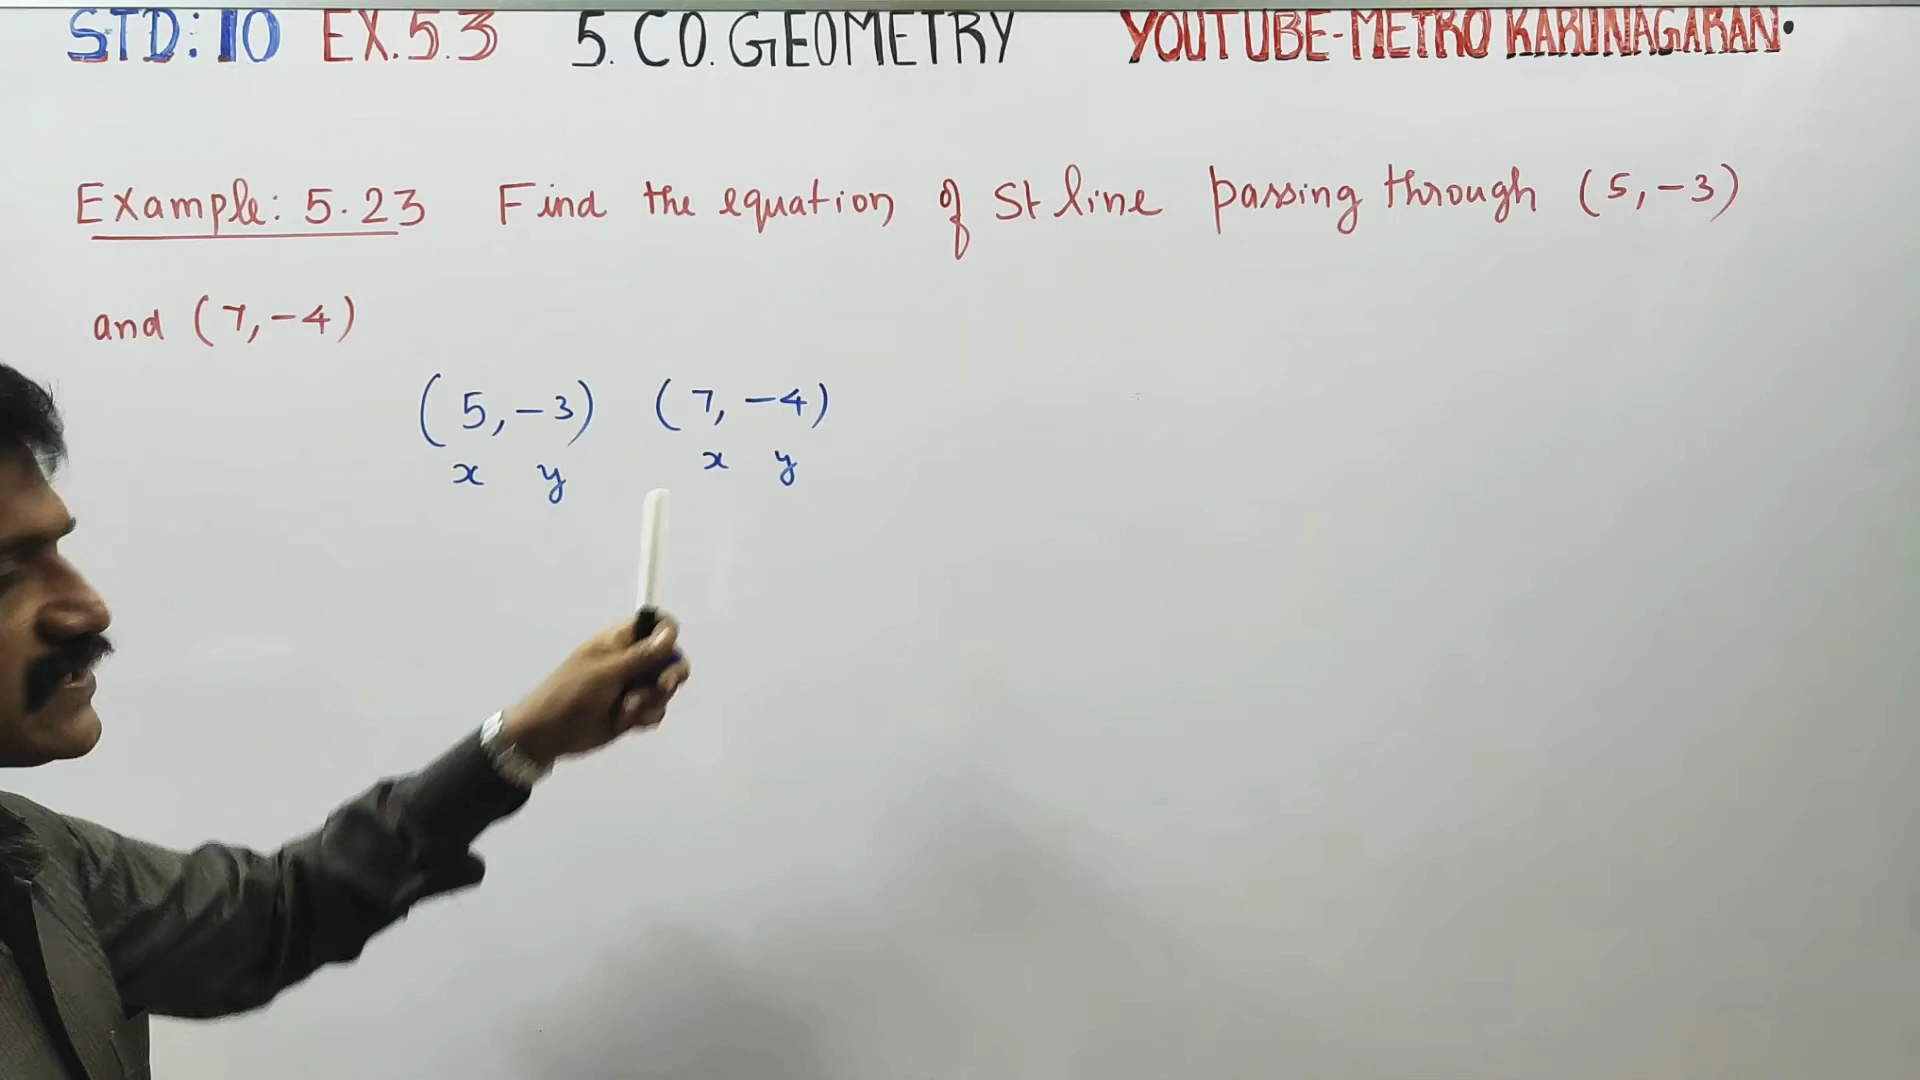 STD: 10 EX. 5.3 5. CO. GEOMETRY YOUTUBE-METRO KARUNAGARAN.
Example: 5.23 Find the equation of St line passing through (5, -3)
and (7, -4)
(5, -3) (7, -4)
x y x y